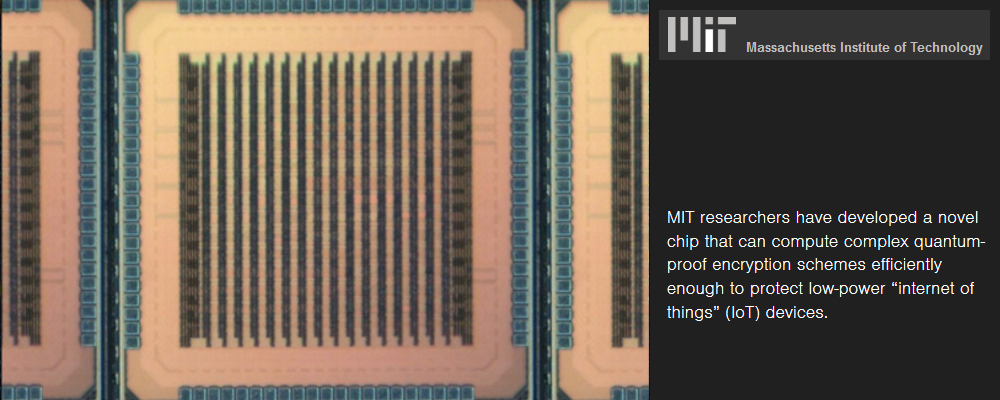 MIT
Massachusetts Institute of Technology
MIT researchers have developed a novel
chip that can compute complex quantum-
proof encryption schemes efficiently
enough to protect low-power “internet of
things” (IoT) devices.